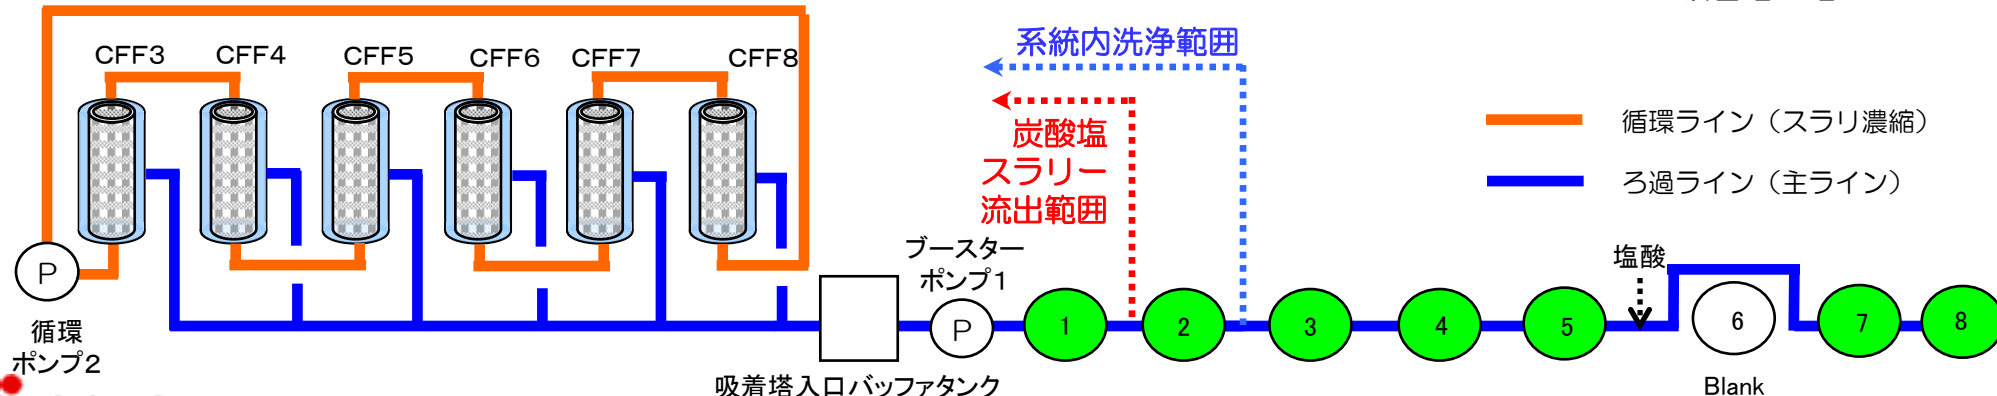 CFF3
CFF4
CFF5
CFF6
CFF7
CFF8
系統内洗浄範囲
炭酸塩
スラリー
流出範囲
循環ライン（スラリ濃縮）
ろ過ライン（主ライン）
P
循環
ポンプ2
ブースター
ポンプ1
P
吸着塔入口バッファタンク
1
2
3
4
5
塩酸
6
Blank
7
8